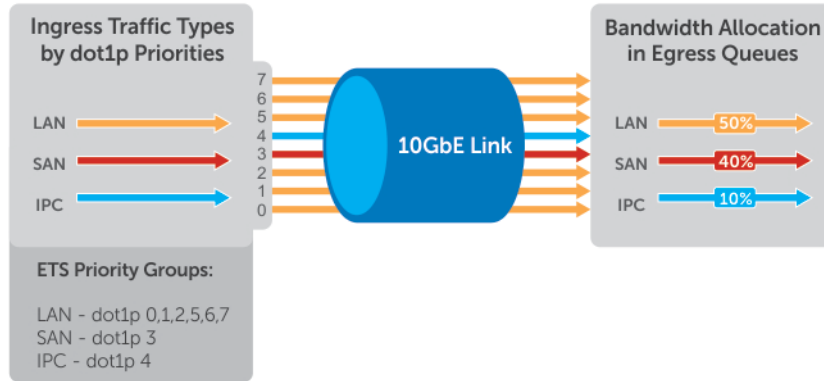 Ingress Traffic Types
by dot1p Priorities
LAN
SAN
IPC
7
6
5
4
3
2
1
0
10GbE Link
Bandwidth Allocation
in Egress Queues
LAN 50%
SAN 40%
IPC 10%
ETS Priority Groups:
LAN - dot1p 0,1,2,5,6,7
SAN - dot1p 3
IPC - dot1p 4